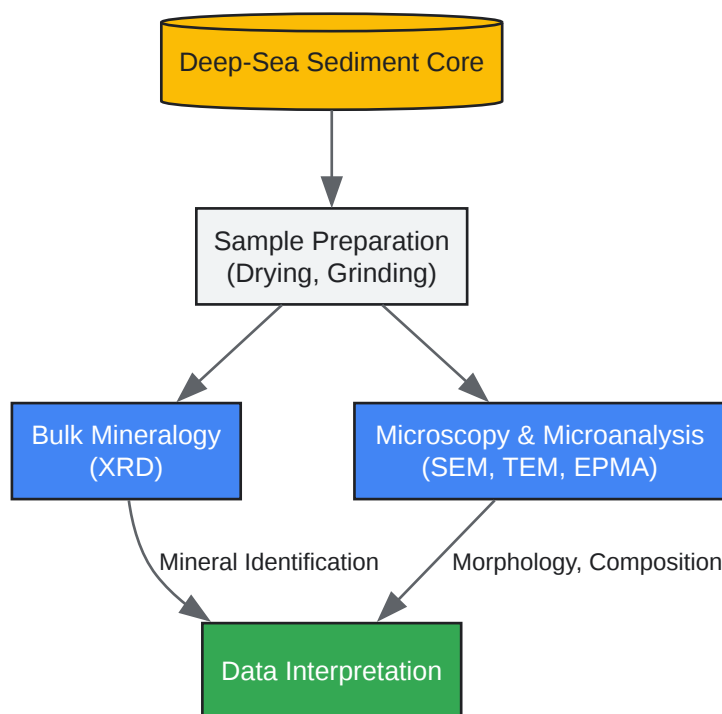 Deep-Sea Sediment Core
Sample Preparation
(Drying, Grinding)
Bulk Mineralogy
(XRD)
Microscopy & Microanalysis
(SEM, TEM, EPMA)
Mineral Identification
Morphology, Composition
Data Interpretation